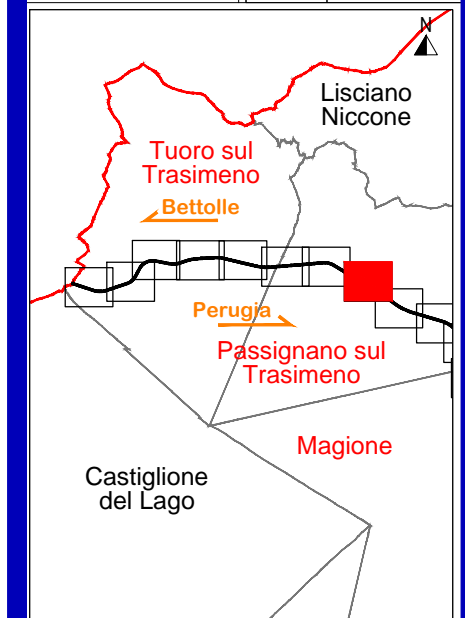 N
Lisciano
Niccone
Tuoro sul
Trasimeno
Bettolle
Perugia
Passignano sul
Trasimeno
Magione
Castiglione
del Lago